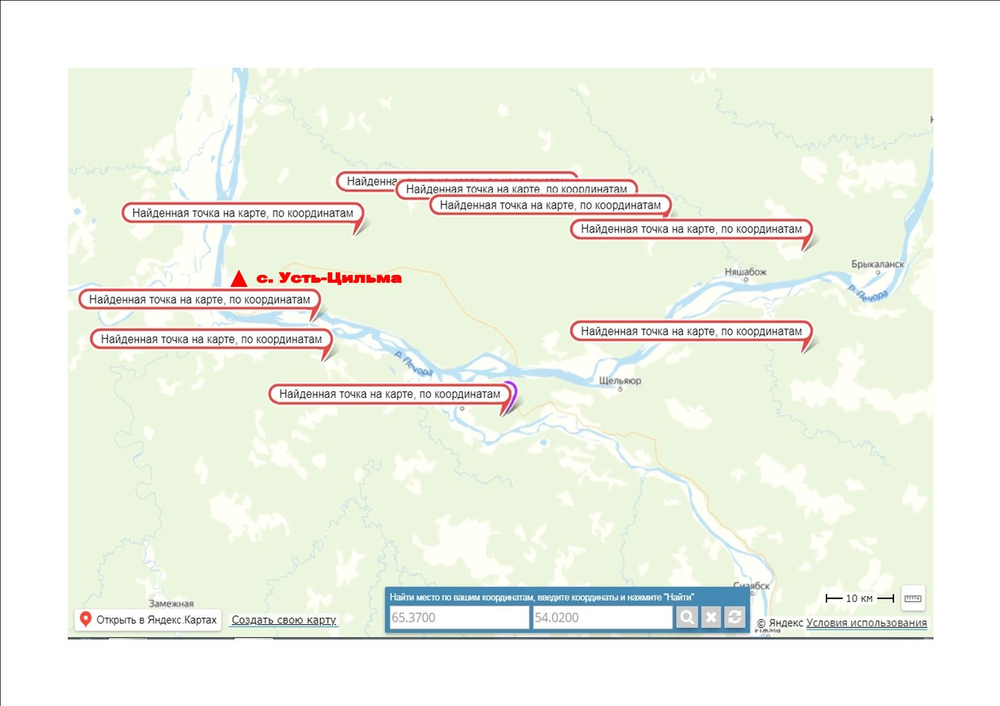 Найденна
Найденная точка на карте, по координатам
Найденная точка на карте, по координатам
Найденная точка на карте, по координатам
Найденная точка на карте, по координатам
Брыкаланск
Няшабож
р. Печора
с. Усть-Цильма
Найденная точка на карте, по координатам
Найденная точка на карте, по координатам
Найденная точка на карте, по координатам
р. Печора
Щельяюр
Найденная точка на карте, по координатам
Сизябск
10 км
Замежная
Найти место по вашим координатам, введите координаты и нажмите "Найти"
65.3700
54.0200
Открыть в Яндекс.Картах
Создать свою карту
© Яндекс Условия использования
Ижма